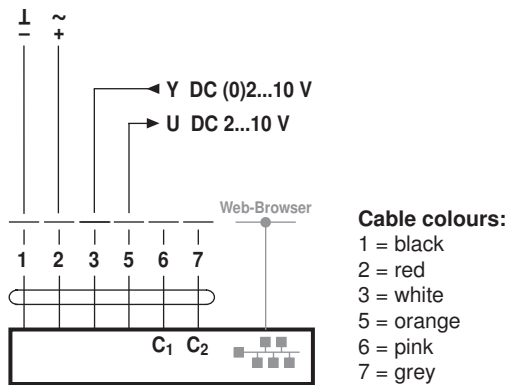 ⊥ ~
– +
Y DC (0)2...10 V
U DC 2...10 V
Web-Browser
1 2 3 5 6 7
C₁ C₂
Cable colours:
1 = black
2 = red
3 = white
5 = orange
6 = pink
7 = grey